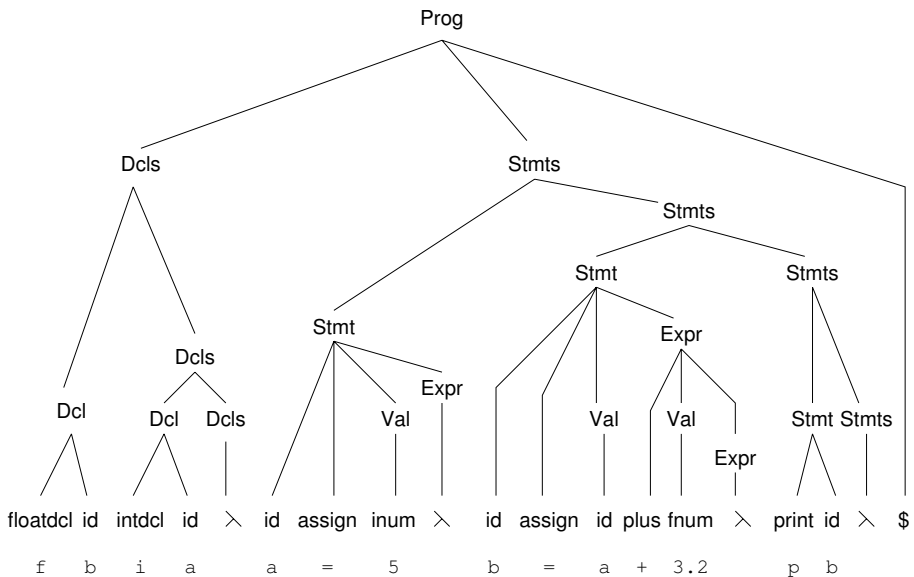 Prog
Dcls Stmts
Stmts
Stmt Stmts
Stmt Expr
Dcls
Expr
Dcl Dcl Dcls Val Val Val Stmt Stmts
Expr
floatdcl id intdcl id λ id assign inum λ id assign id plus fnum λ print id λ $
f b i a a = 5 b = a + 3.2 p b